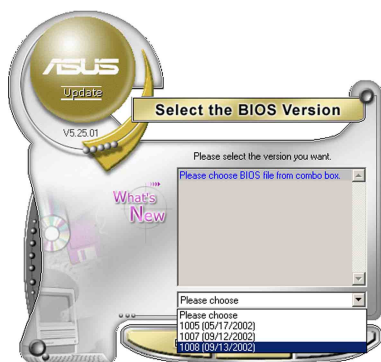 ASUS
Update
V5.25.01
Select the BIOS Version
Please select the version you want.
What's
New
Please choose BIOS file from combo box.
Please choose
Please choose
1005 (05/17/2002)
1007 (09/12/2002)
1008 (09/13/2002)